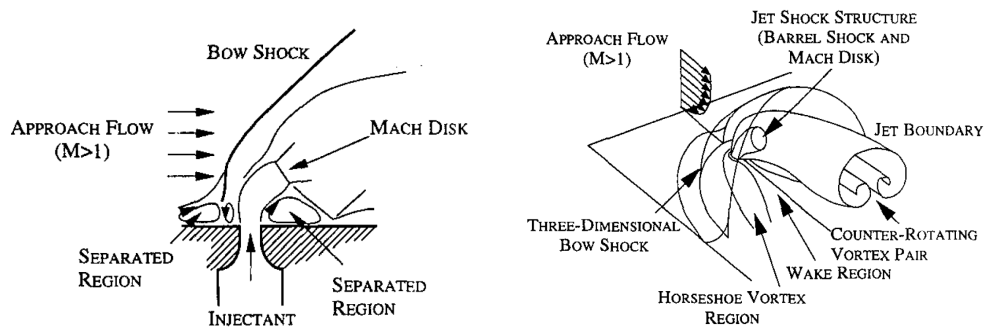 BOW SHOCK
APPROACH FLOW
(M>1)
MACH DISK
SEPARATED
REGION
SEPARATED
REGION
INJECTANT
JET SHOCK STRUCTURE
(BARREL SHOCK AND
MACH DISK)
APPROACH FLOW
(M>1)
JET BOUNDARY
THREE-DIMENSIONAL
BOW SHOCK
COUNTER-ROTATING
VORTEX PAIR
WAKE REGION
HORSESHOE VORTEX
REGION